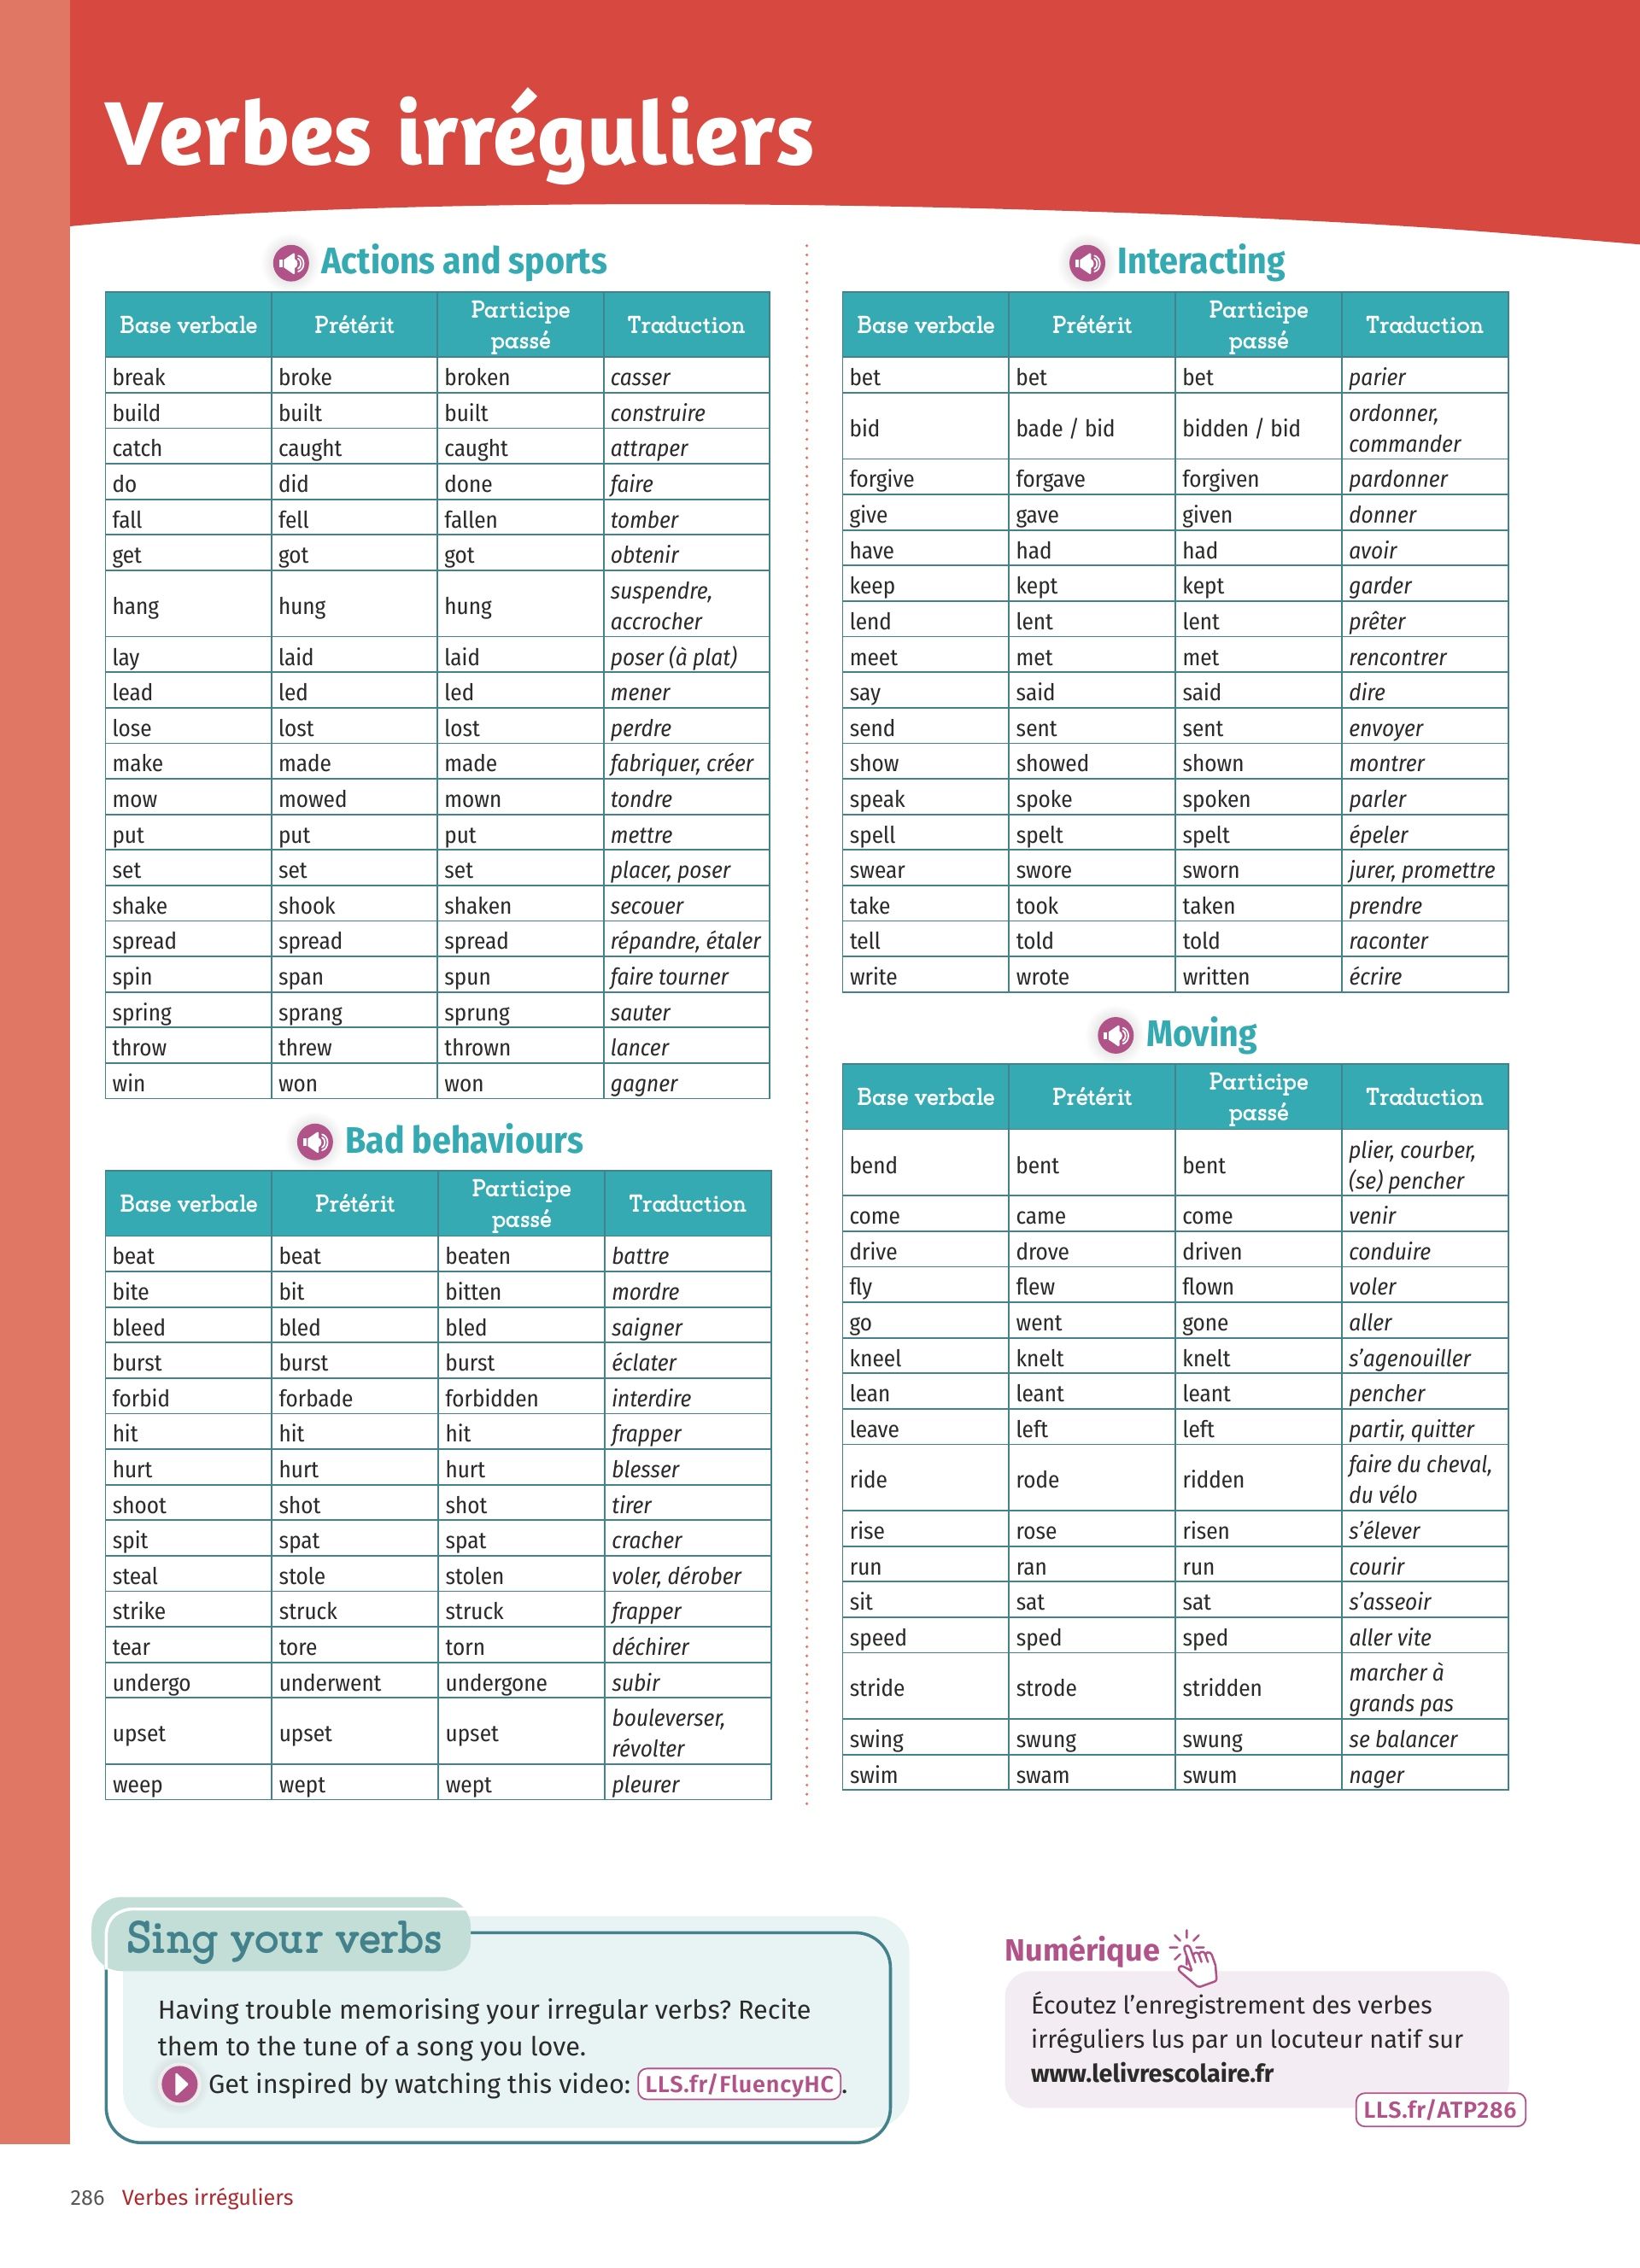 Verbes irréguliers
Actions and sports
Base verbale Prétérit Participe passé Traduction
break broke broken casser
build built built construire
catch caught caught attraper
do did done faire
fall fell fallen tomber
get got got obtenir
hang hung hung suspendre, accrocher
lay laid laid poser (à plat)
lead led led mener
lose lost lost perdre
make made made fabriquer, créer
mow mowed mown tondre
put put put mettre
set set set placer, poser
shake shook shaken secouer
spread spread spread répandre, étaler
spin span spun faire tourner
spring sprang sprung sauter
throw threw thrown lancer
win won won gagner
Bad behaviours
Base verbale Prétérit Participe passé Traduction
beat beat beaten battre
bite bit bitten mordre
bleed bled bled saigner
burst burst burst éclater
forbid forbade forbidden interdire
hit hit hit frapper
hurt hurt hurt blesser
shoot shot shot tirer
spit spat spat cracher
steal stole stolen voler, dérober
strike struck struck frapper
tear tore torn déchirer
undergo underwent undergone subir
upset upset upset bouleverser, révolter
weep wept wept pleurer
Interacting
Base verbale Prétérit Participe passé Traduction
bet bet bet parier
bid bade / bid bidden / bid ordonner, commander
forgive forgave forgiven pardonner
give gave given donner
have had had avoir
keep kept kept garder
lend lent lent prêter
meet met met rencontrer
say said said dire
send sent sent envoyer
show showed shown montrer
speak spoke spoken parler
spell spelt spelt épeler
swear swore sworn jurer, promettre
take took taken prendre
tell told told raconter
write wrote written écrire
Moving
Base verbale Prétérit Participe passé Traduction
bend bent bent plier, courber, (se) pencher
come came come venir
drive drove driven conduire
fly flew flown voler
go went gone aller
kneel knelt knelt s’agenouiller
lean leant leant pencher
leave left left partir, quitter
ride rode ridden faire du cheval, du vélo
rise rose risen s’élever
run ran run courir
sit sat sat s’asseoir
speed sped sped aller vite
stride strode stridden marcher à grands pas
swing swung swung se balancer
swim swam swum nager
Sing your verbs
Having trouble memorising your irregular verbs? Recite
them to the tune of a song you love.
Get inspired by watching this video: LLS.fr/FluencyHC.
Numérique
Écoutez l’enregistrement des verbes
irréguliers lus par un locuteur natif sur
www.lelivrescolaire.fr
LLS.fr/ATP286
286 Verbes irréguliers